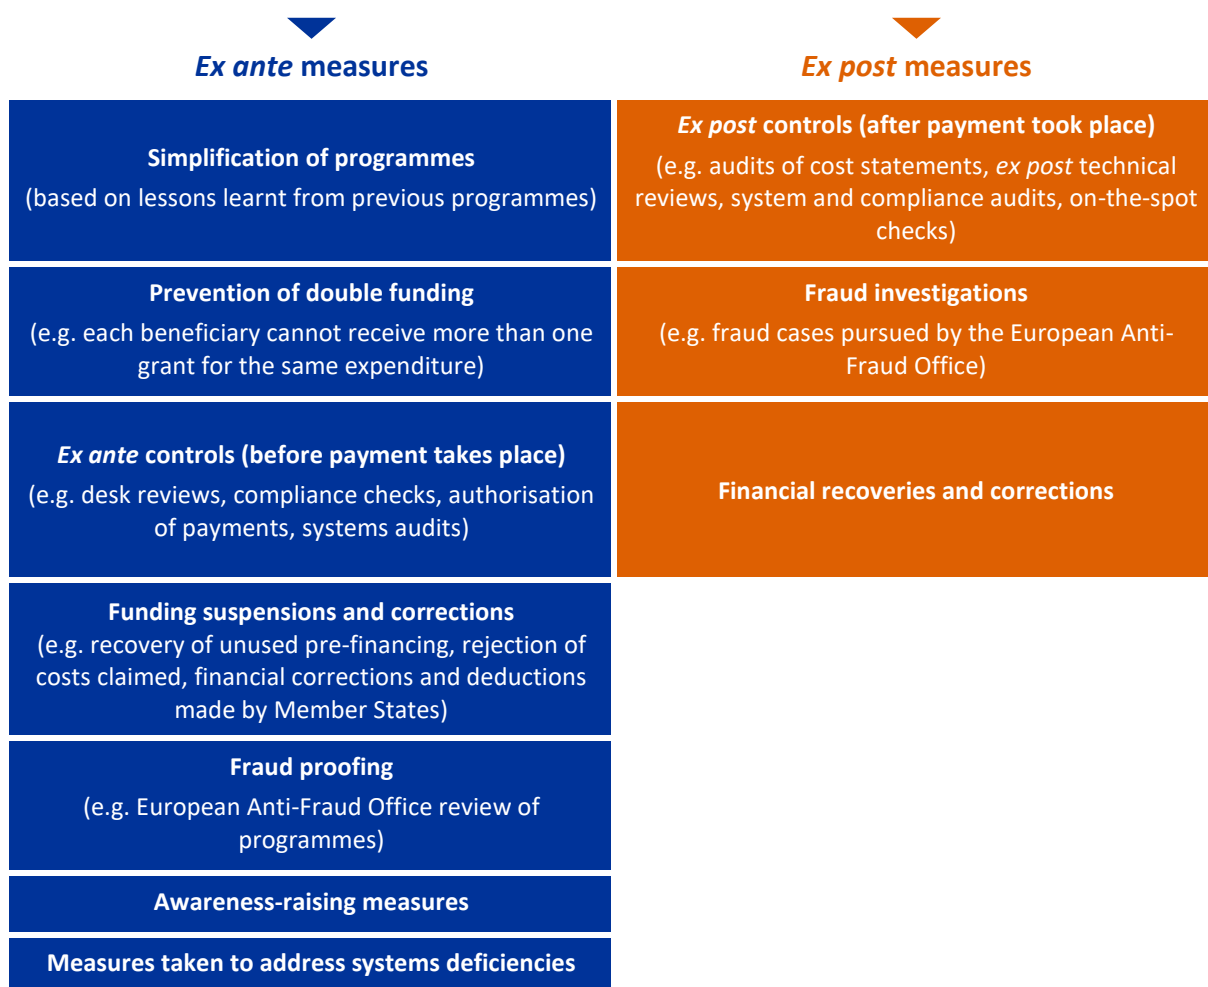 Ex ante measures
Simplification of programmes
(based on lessons learnt from previous programmes)
Prevention of double funding
(e.g. each beneficiary cannot receive more than one
grant for the same expenditure)
Ex ante controls (before payment takes place)
(e.g. desk reviews, compliance checks, authorisation
of payments, systems audits)
Funding suspensions and corrections
(e.g. recovery of unused pre-financing, rejection of
costs claimed, financial corrections and deductions
made by Member States)
Fraud proofing
(e.g. European Anti-Fraud Office review of
programmes)
Awareness-raising measures
Measures taken to address systems deficiencies
Ex post measures
Ex post controls (after payment took place)
(e.g. audits of cost statements, ex post technical
reviews, system and compliance audits, on-the-spot
checks)
Fraud investigations
(e.g. fraud cases pursued by the European Anti-
Fraud Office)
Financial recoveries and corrections